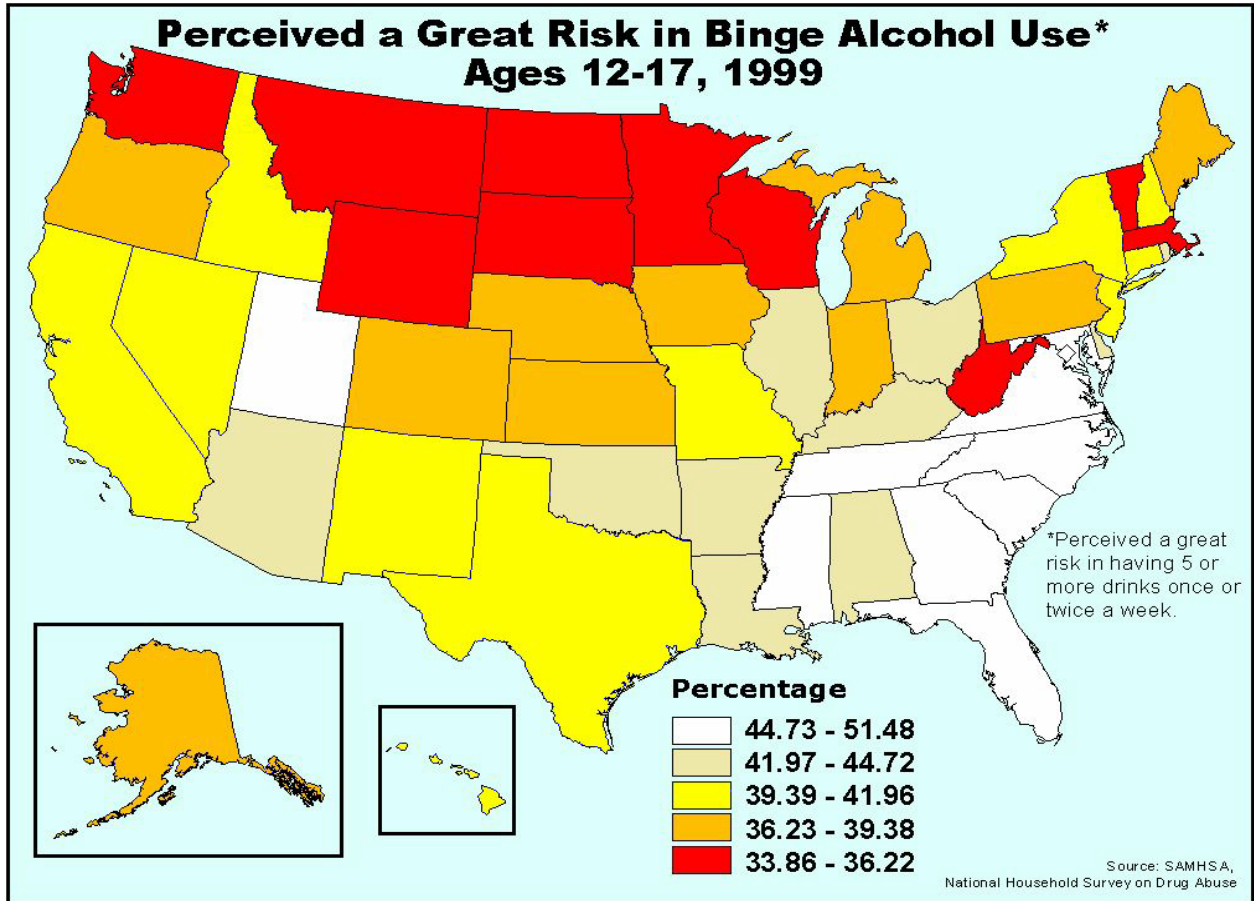 Perceived a Great Risk in Binge Alcohol Use*
Ages 12-17, 1999
*Perceived a great
risk in having 5 or
more drinks once or
twice a week.
Percentage
44.73 - 51.48
41.97 - 44.72
39.39 - 41.96
36.23 - 39.38
33.86 - 36.22
Source: SAMHSA,
National Household Survey on Drug Abuse